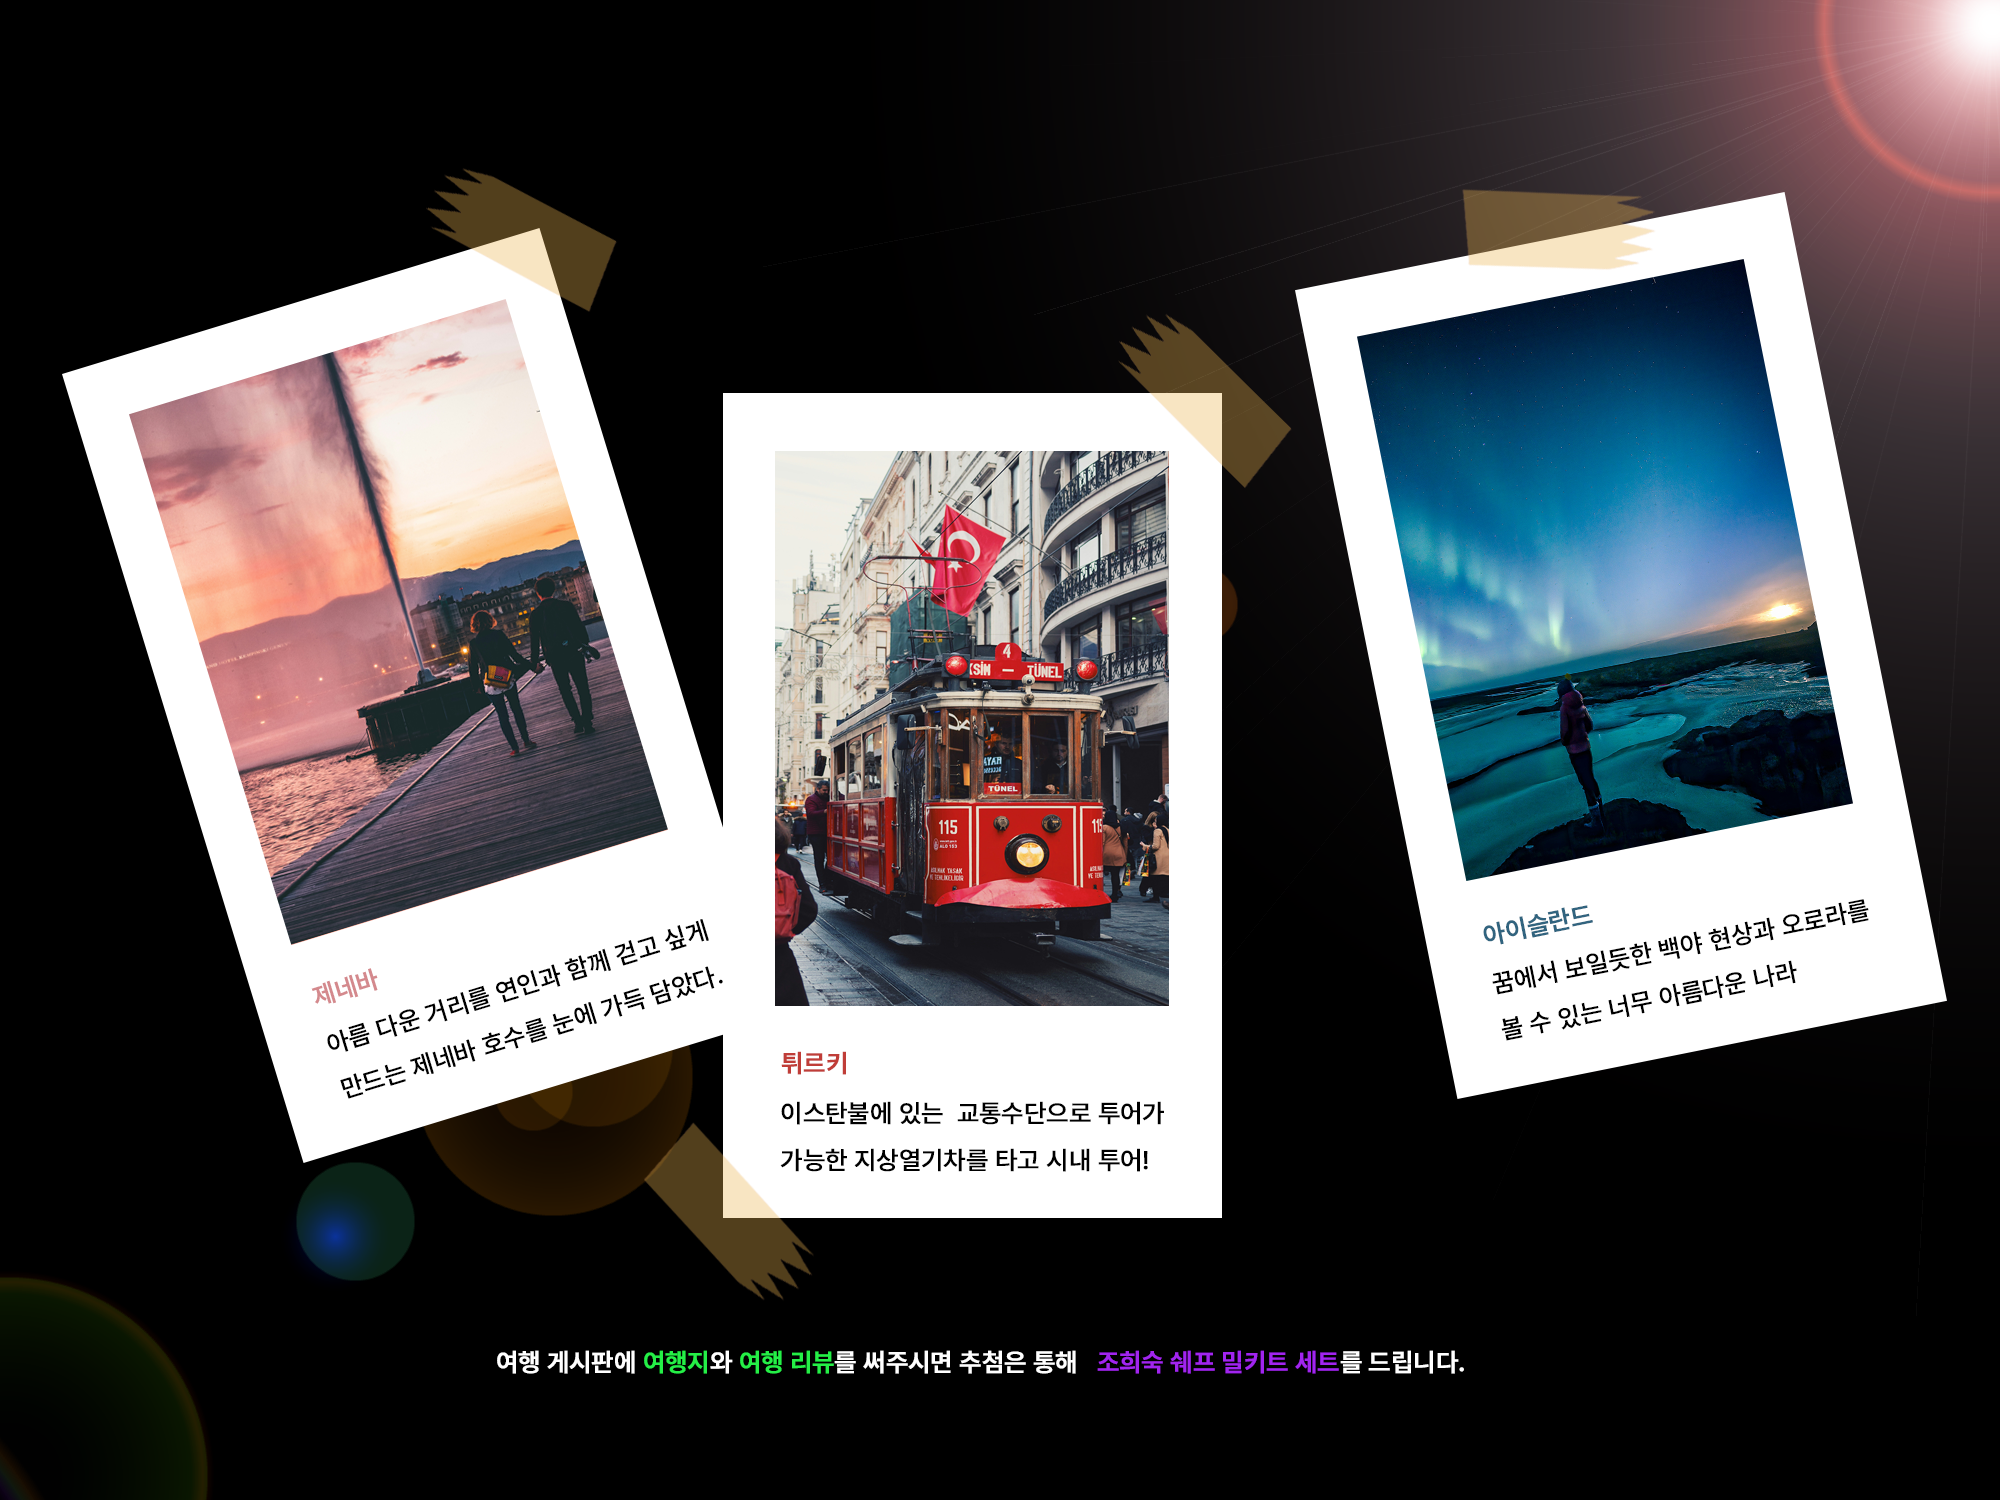 제네바
아름 다운 거리를 연인과 함께 걷고 싶게
만드는 제네바 호수를 눈에 가득 담았다.
4
KSİM – TÜNEL
TÜNEL
115
115
튀르키
이스탄불에 있는 교통수단으로 투어가
가능한 지상열기차를 타고 시내 투어!
아이슬란드
꿈에서 보일듯한 백야 현상과 오로라를
볼 수 있는 너무 아름다운 나라
여행 게시판에 여행지와 여행 리뷰를 써주시면 추첨은 통해 조희숙 쉐프 밀키트 세트를 드립니다.